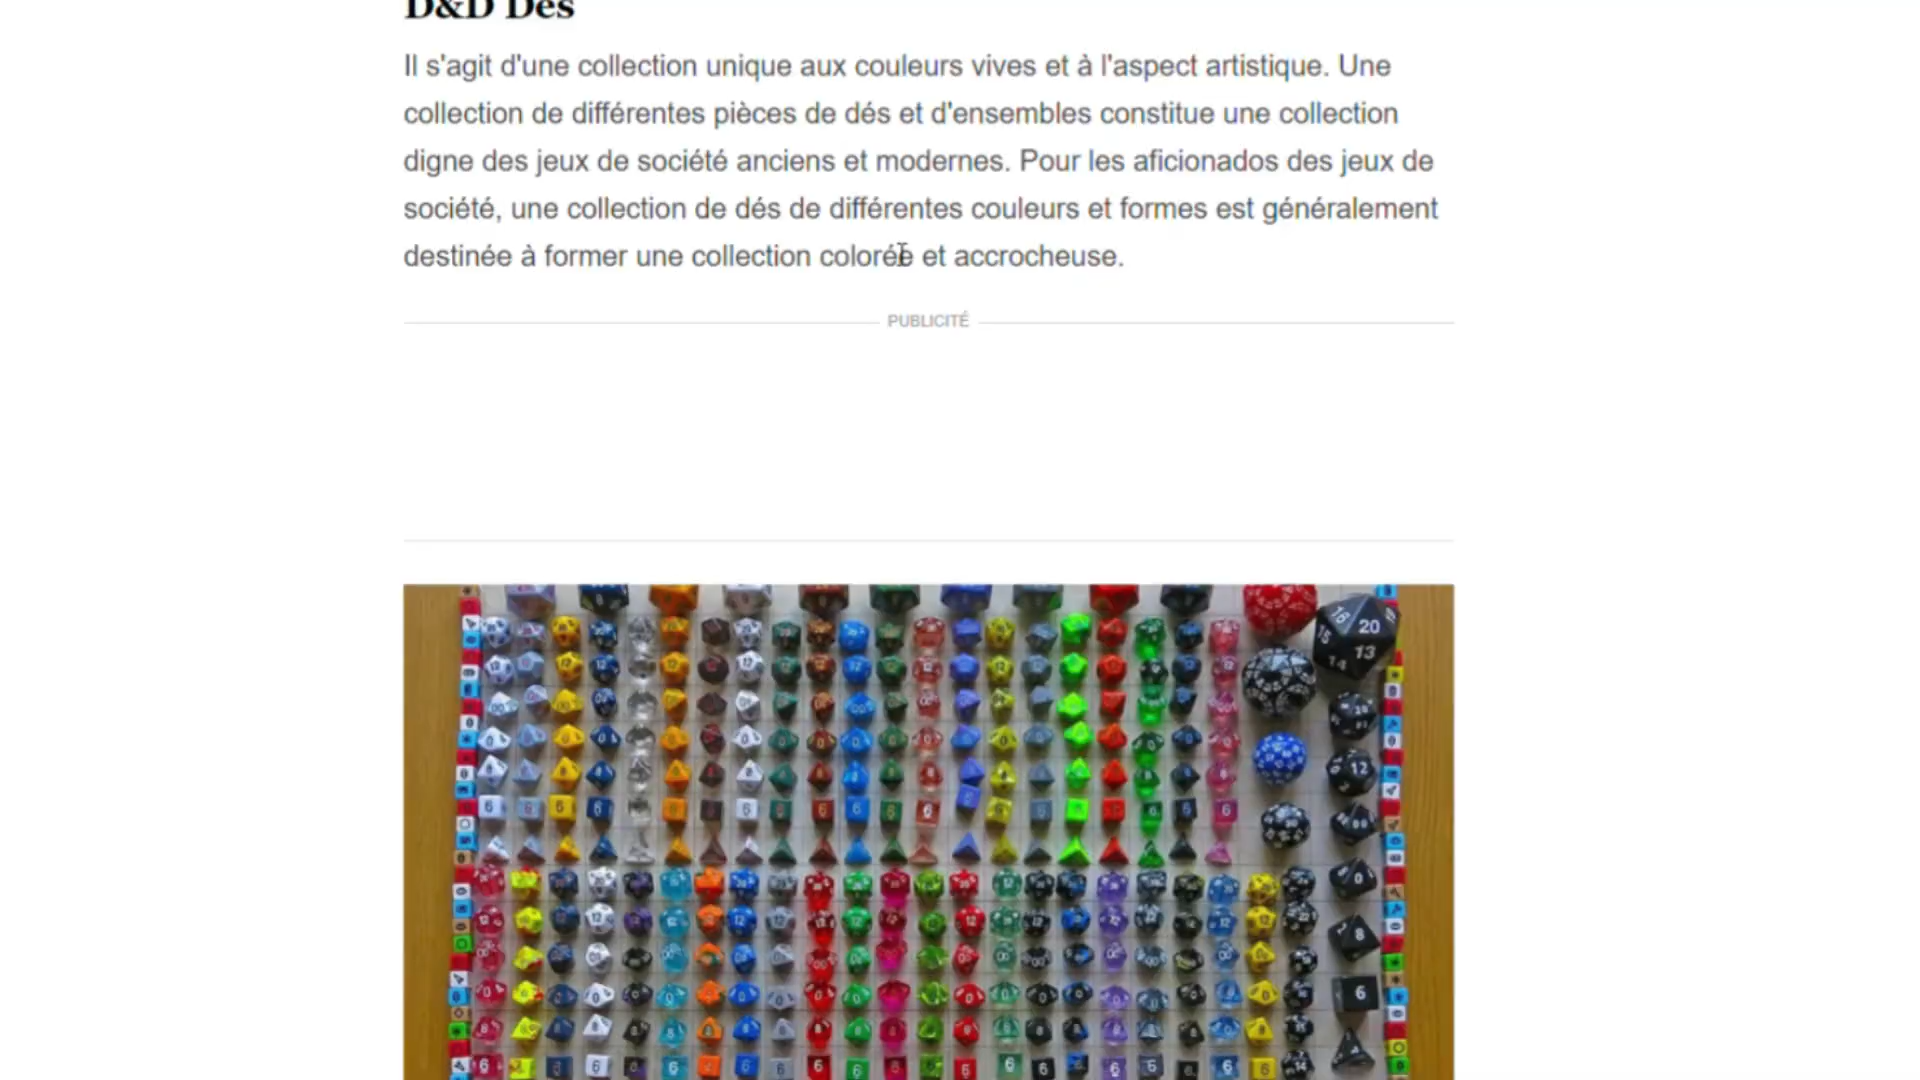 D&D Dés
Il s'agit d'une collection unique aux couleurs vives et à l'aspect artistique. Une
collection de différentes pièces de dés et d'ensembles constitue une collection
digne des jeux de société anciens et modernes. Pour les aficionados des jeux de
société, une collection de dés de différentes couleurs et formes est généralement
destinée à former une collection colorée et accrocheuse.
PUBLICITÉ